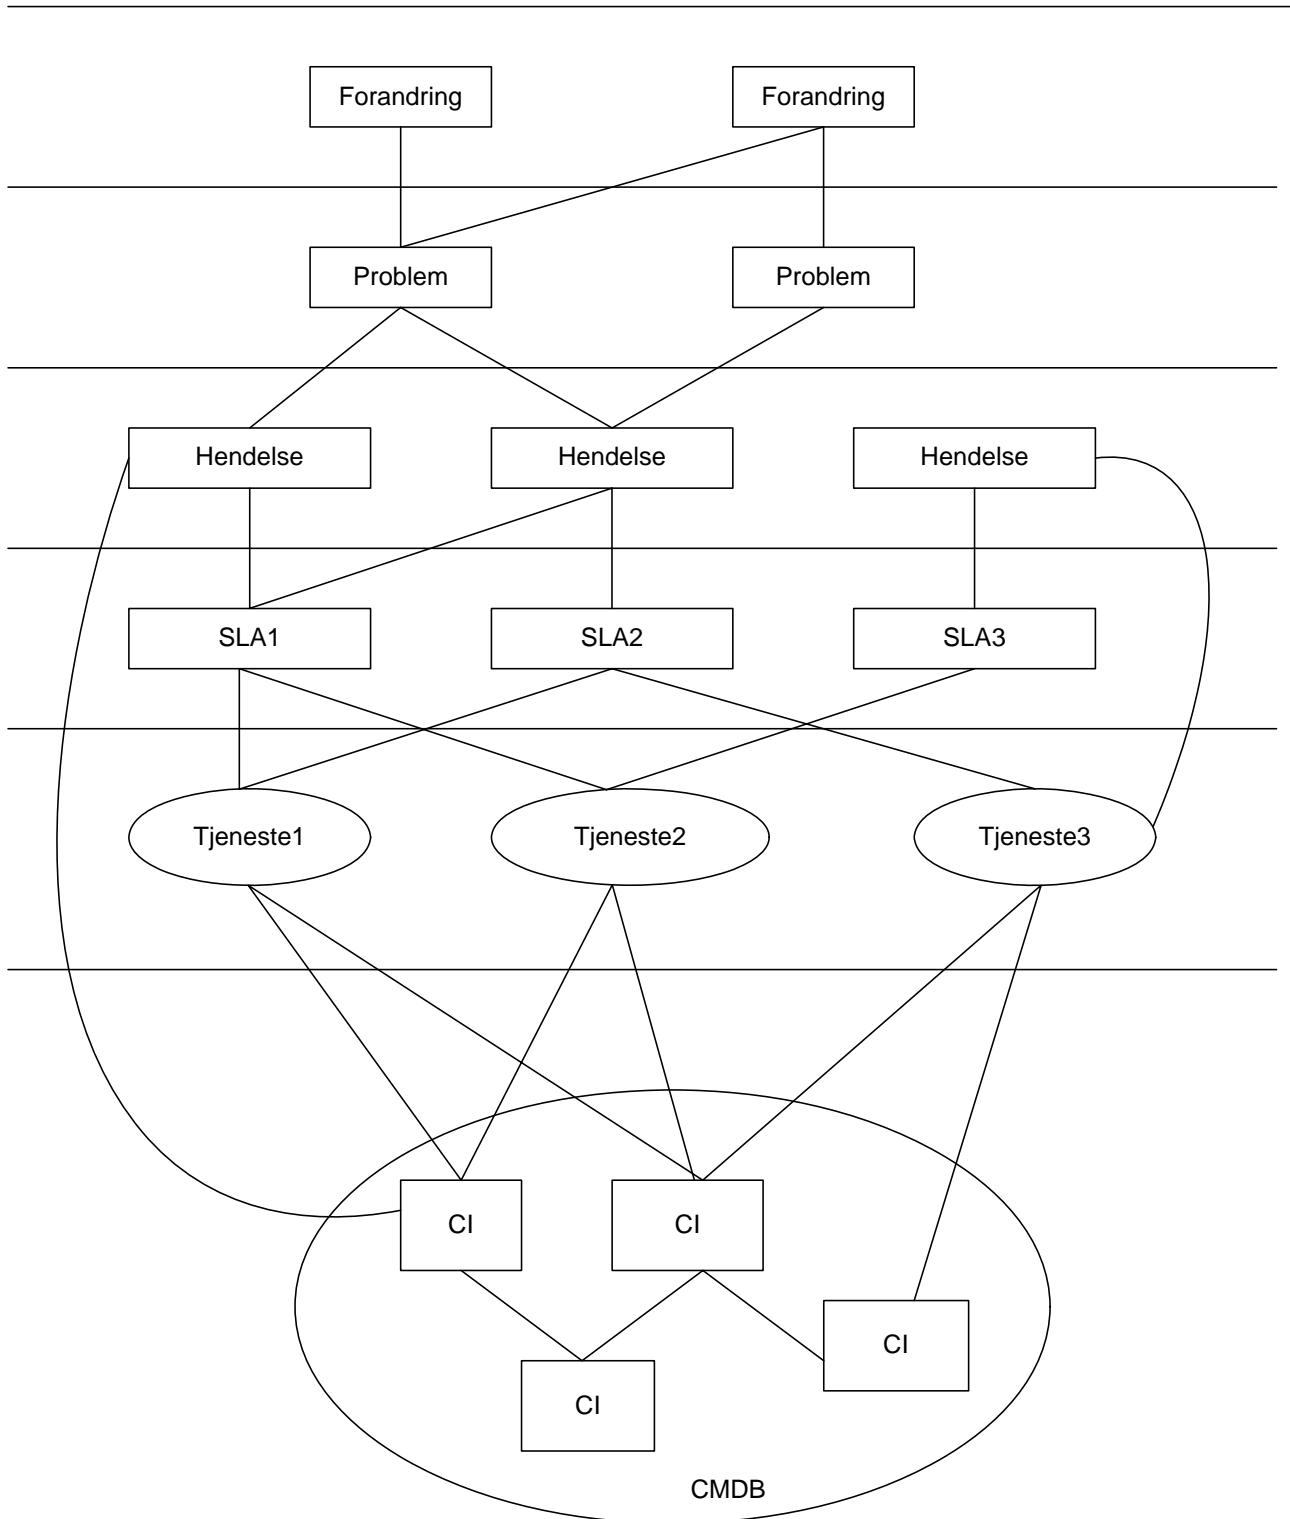 Forandring
Forandring
Problem
Problem
Hendelse
Hendelse
Hendelse
SLA1
SLA2
SLA3
Tjeneste1
Tjeneste2
Tjeneste3
CI
CI
CI
CI
CMDB